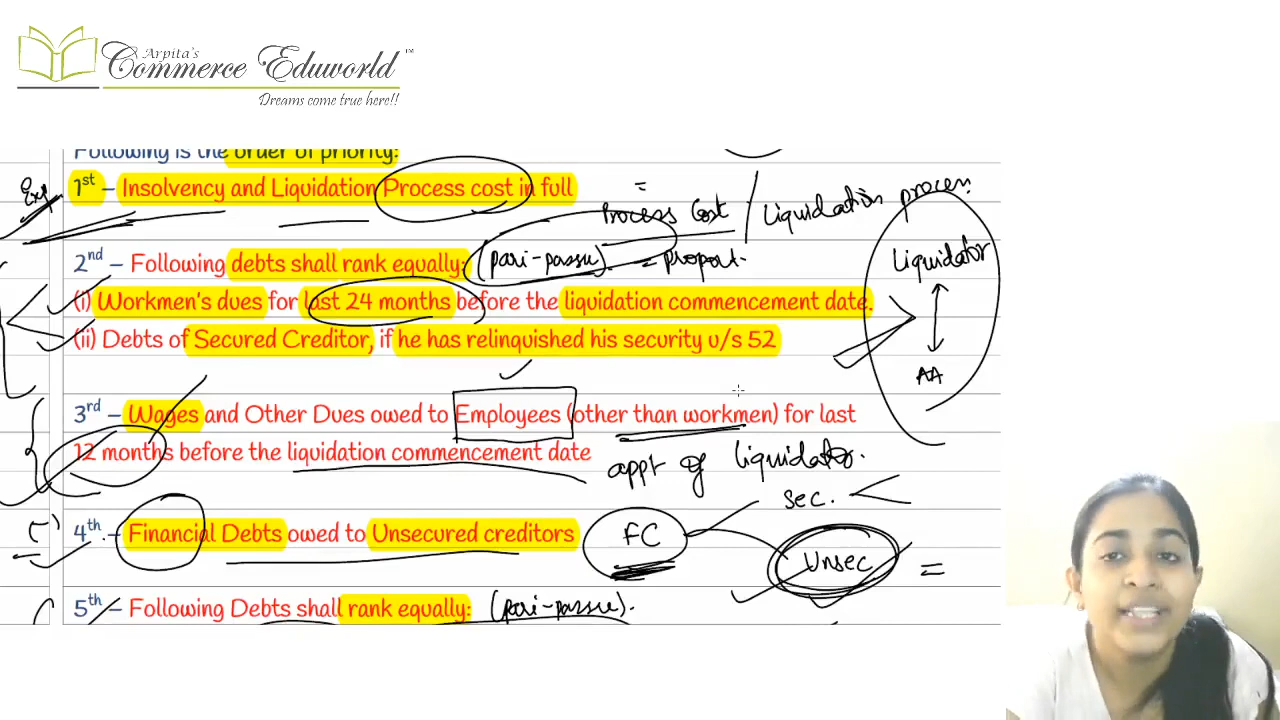 Arpita's
Commerce Eduworld™
Dreams come true here!!
Following is the order of priority:
1st – Insolvency and Liquidation Process cost in full
Exp
=
Process Cost / Liquidation process
2nd – Following debts shall rank equally: (pari-passu). = Proport.
Liquidator
(i) Workmen's dues for last 24 months before the liquidation commencement date.
(ii) Debts of Secured Creditor, if he has relinquished his security u/s 52
AA
3rd – Wages and Other Dues owed to Employees (other than workmen) for last
12 months before the liquidation commencement date
appt of liquidator.
sec.
4th – Financial Debts owed to Unsecured creditors
FC
Unsec =
5th – Following Debts shall rank equally: (pari-passu).